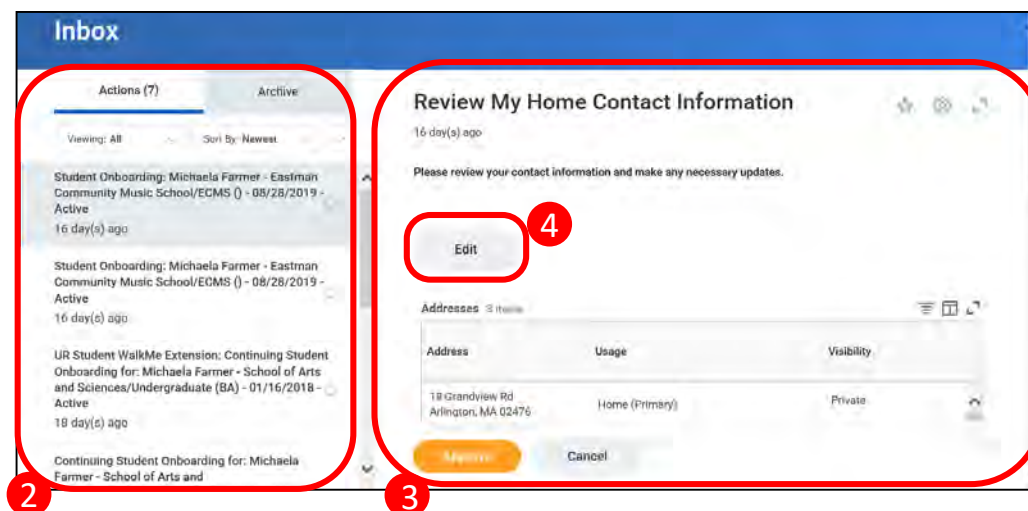 Inbox
Actions (7)
Archive
Viewing: All
Sort By: Newest
Student Onboarding: Michaela Farmer - Eastman
Community Music School/ECMS () - 08/28/2019 -
Active
16 day(s) ago
Student Onboarding: Michaela Farmer - Eastman
Community Music School/ECMS () - 08/28/2019 -
Active
16 day(s) ago
UR Student WalkMe Extension: Continuing Student
Onboarding for: Michaela Farmer - School of Arts
and Sciences/Undergraduate (BA) - 01/16/2018 -
Active
18 day(s) ago
Continuing Student Onboarding for: Michaela
Farmer - School of Arts and
2
Review My Home Contact Information
16 day(s) ago
Please review your contact information and make any necessary updates.
4
Edit
Addresses 3 items
Address Usage Visibility
18 Grandview Rd
Arlington, MA 02476
Home (Primary)
Private
Approve
Cancel
3